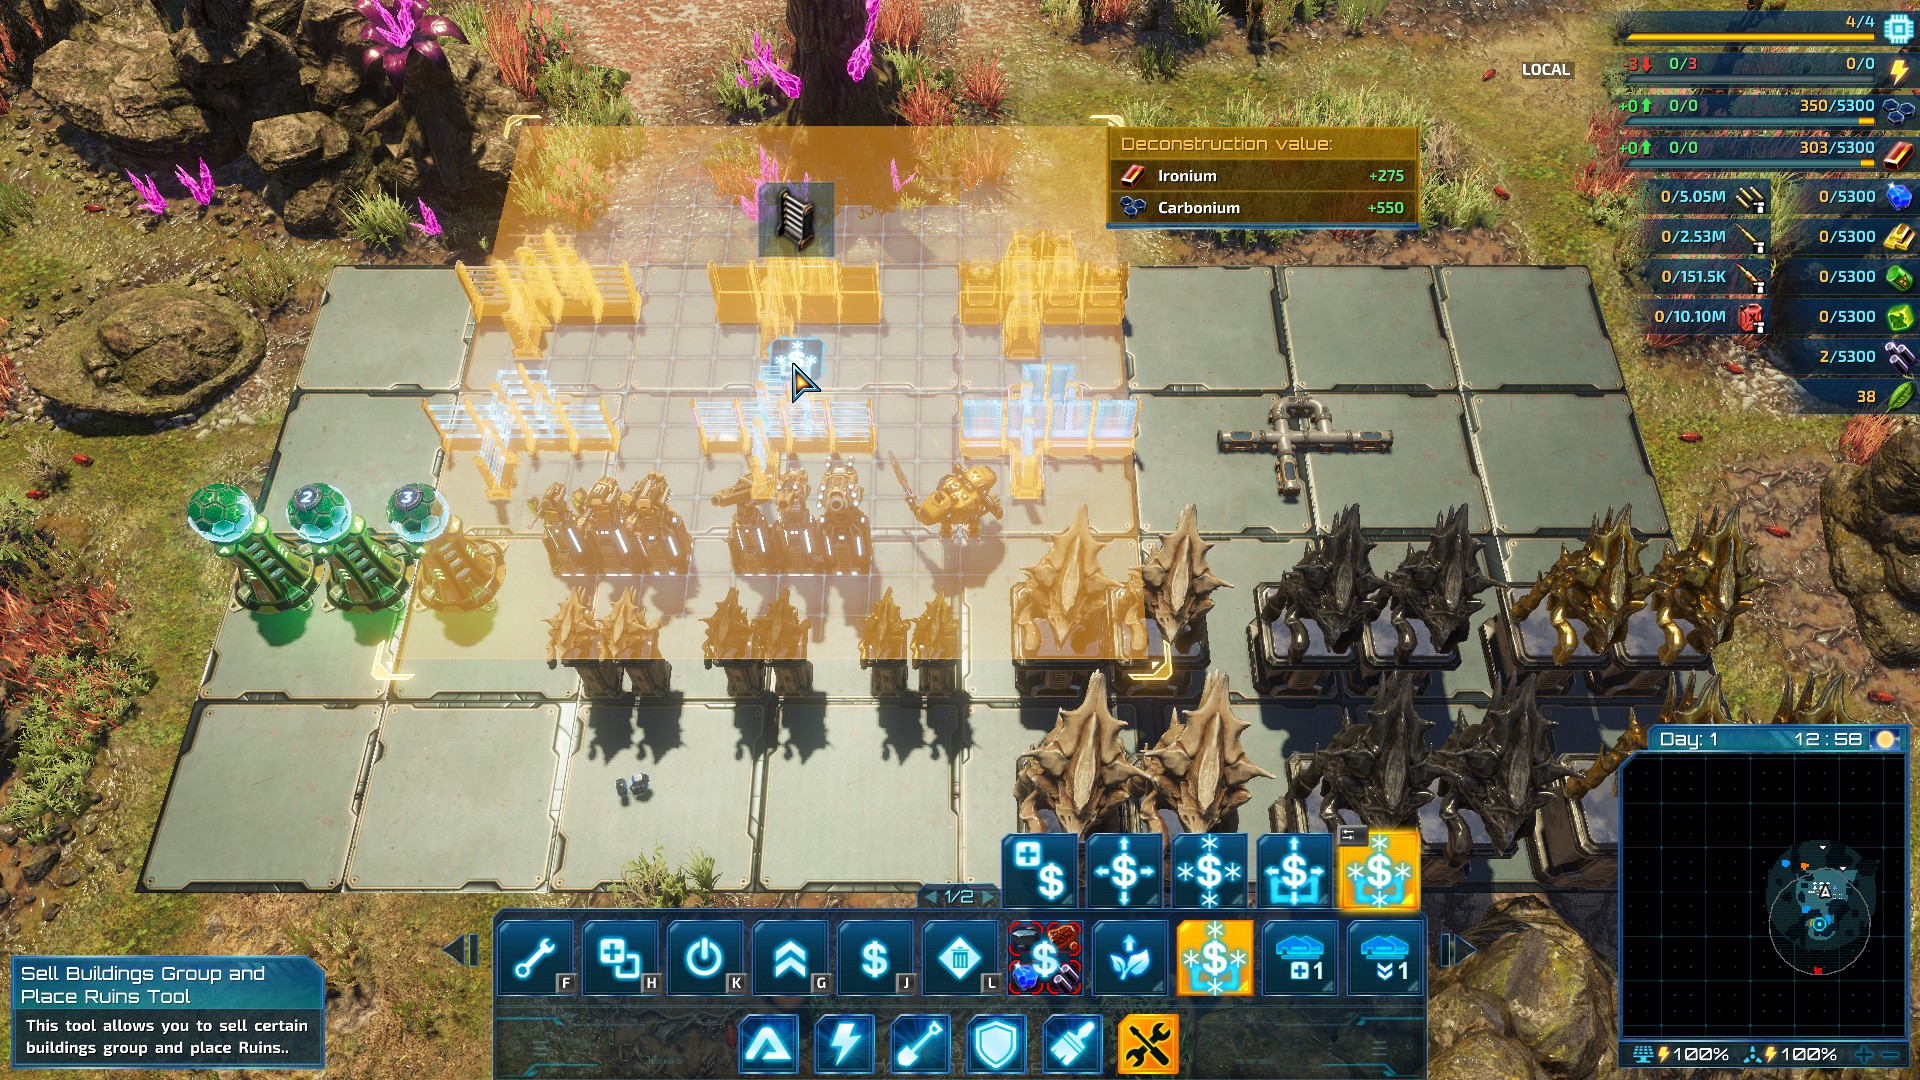 4/4
LOCAL
-3 0/3 0/0
+0 0/0 350/5300
Deconstruction value:
+0 0/0 303/5300
Ironium +275
0/5.05M 0/5300
Carbonium +550
0/2.53M 0/5300
0/151.5K 0/5300
0/10.10M 0/5300
2/5300
38
2 3
Day: 1 12:58
1/2
F H K G J L
1 1
Sell Buildings Group and
Place Ruins Tool
This tool allows you to sell certain
buildings group and place Ruins..
100% 100%